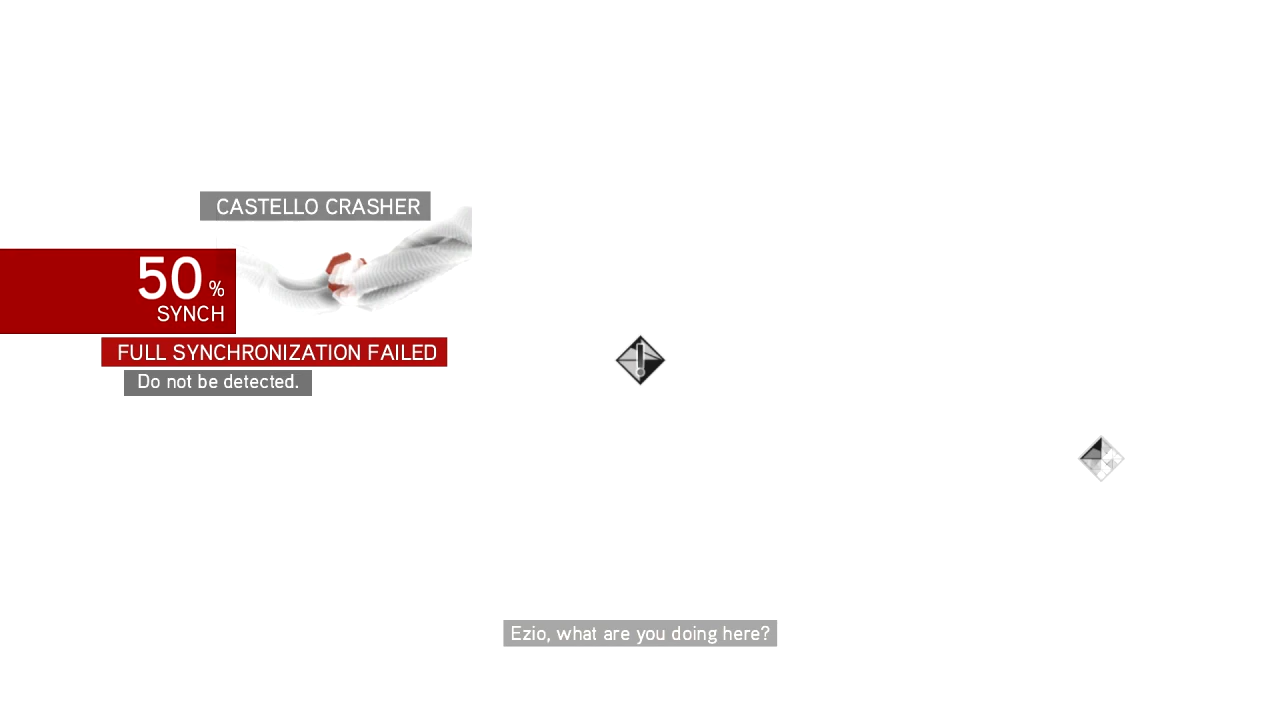 CASTELLO CRASHER
50 %
SYNCH
FULL SYNCHRONIZATION FAILED
Do not be detected.
Ezio, what are you doing here?